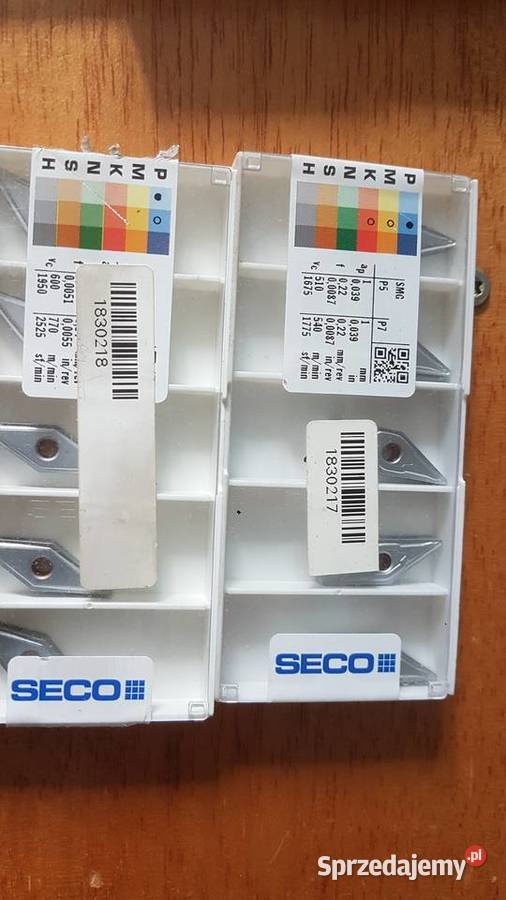 P
M
K
N
S
H
f
0,0051 0,0055 in/rev
vc 600 770 m/min
1950 2525 sf/min
1830218
SECO
P
M
K
N
S
H
SMG
P5 P7
ap 1 1 mm
0,039 0,039 in
f 0,22 0,22 mm/rev
0,0087 0,0087 in/rev
vc 510 540 m/min
1675 1775 sf/min
1830217
SECO
Sprzedajemy.pl